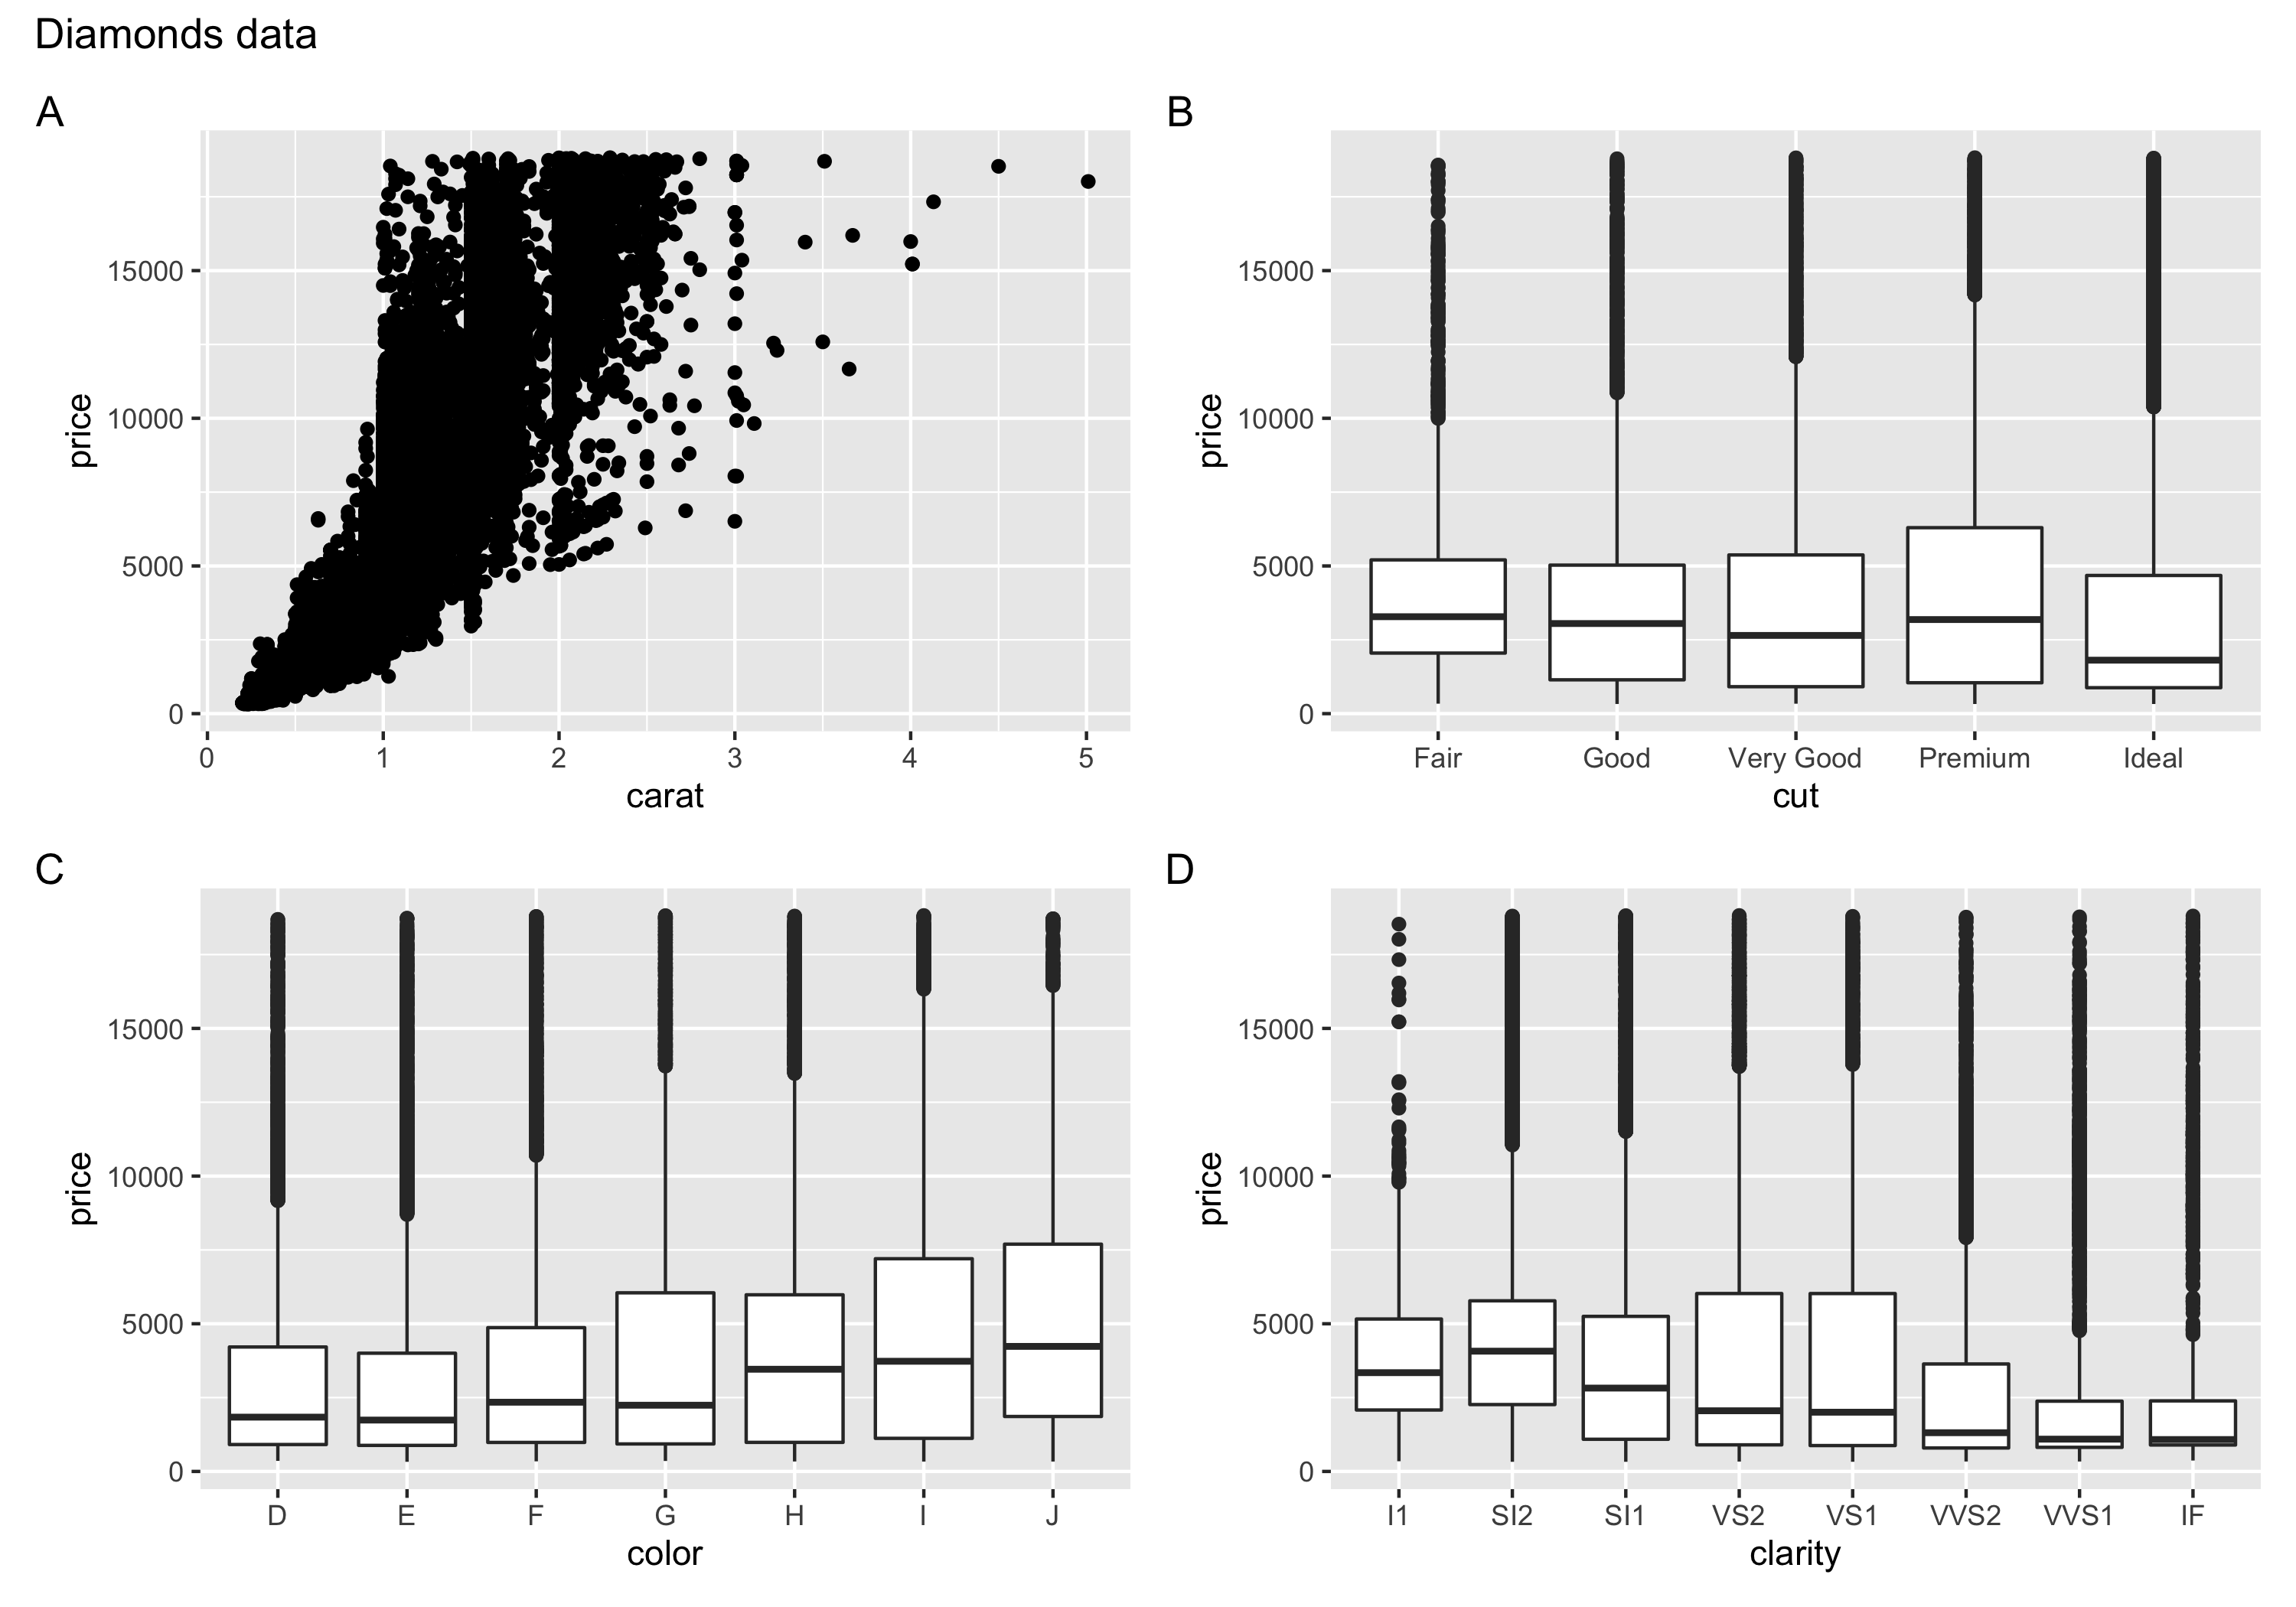 Diamonds data
A
price
15000
10000
5000
0
0 1 2 3 4 5
carat
B
price
15000
10000
5000
0
Fair Good Very Good Premium Ideal
cut
C
price
15000
10000
5000
0
D E F G H I J
color
D
price
15000
10000
5000
0
I1 SI2 SI1 VS2 VS1 VVS2 VVS1 IF
clarity